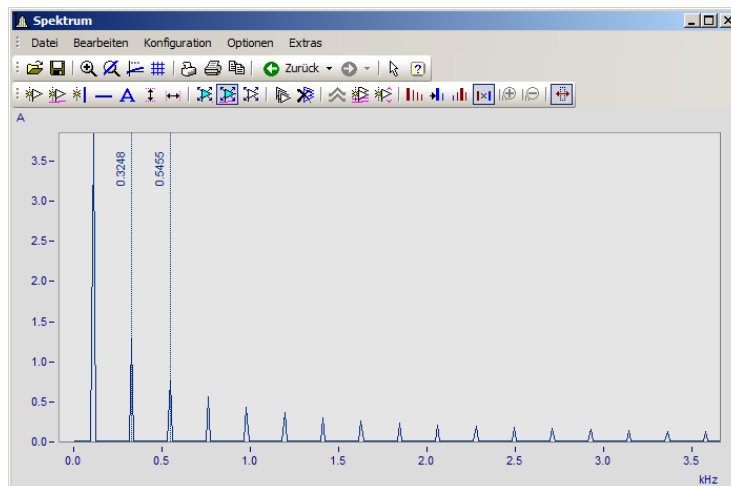 Spektrum
Datei Bearbeiten Konfiguration Optionen Extras
Zurück
A
A
3.5
3.0
2.5
2.0
1.5
1.0
0.5
0.0
0.3248
0.5455
0.0 0.5 1.0 1.5 2.0 2.5 3.0 3.5
kHz